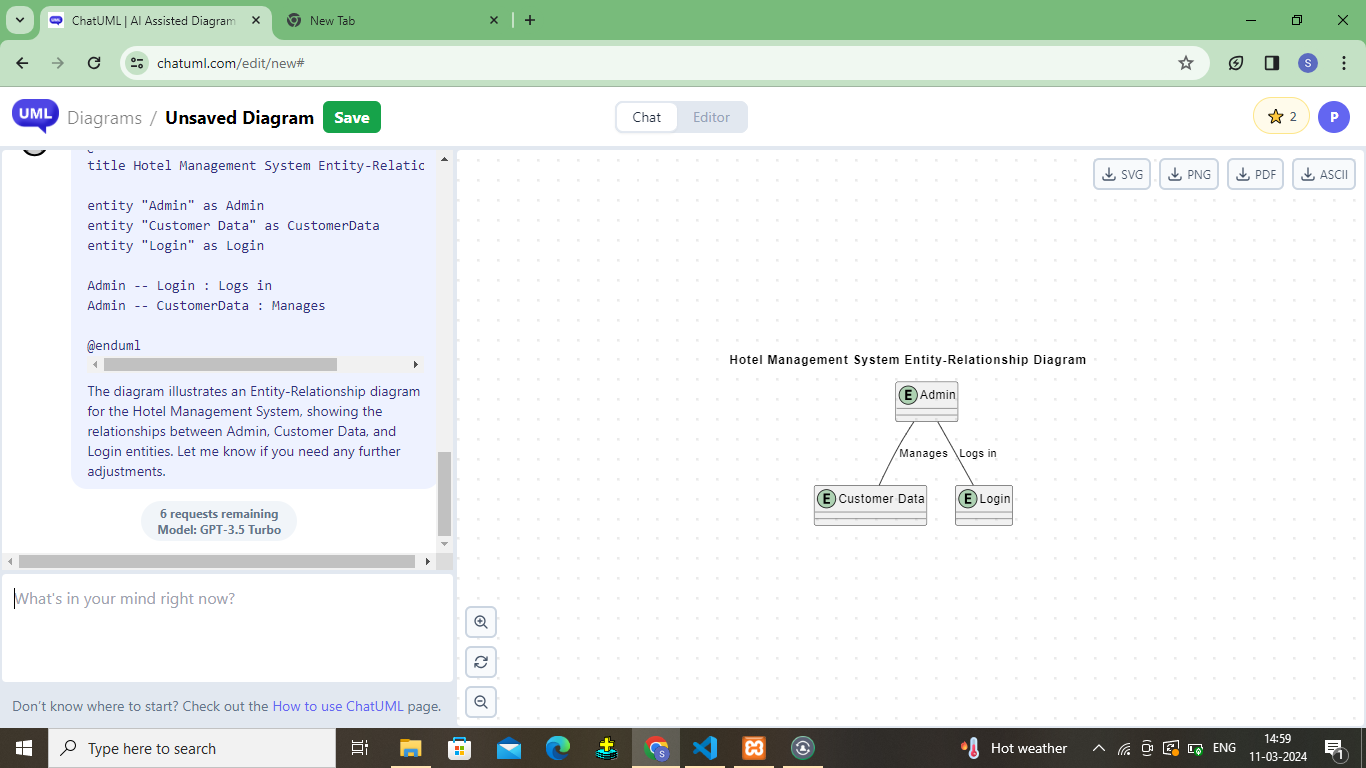 ChatUML | AI Assisted Diagram
New Tab
chatuml.com/edit/new#
S
UML
Diagrams / Unsaved Diagram
Save
Chat
Editor
2
P
title Hotel Management System Entity-Relatic
entity "Admin" as Admin
entity "Customer Data" as CustomerData
entity "Login" as Login
Admin -- Login : Logs in
Admin -- CustomerData : Manages
@enduml
The diagram illustrates an Entity-Relationship diagram
for the Hotel Management System, showing the
relationships between Admin, Customer Data, and
Login entities. Let me know if you need any further
adjustments.
6 requests remaining
Model: GPT-3.5 Turbo
What's in your mind right now?
Don't know where to start? Check out the How to use ChatUML page.
SVG
PNG
PDF
ASCII
Hotel Management System Entity-Relationship Diagram
E Admin
Manages
Logs in
E Customer Data
E Login
Type here to search
S
Hot weather
ENG
14:59
11-03-2024
1